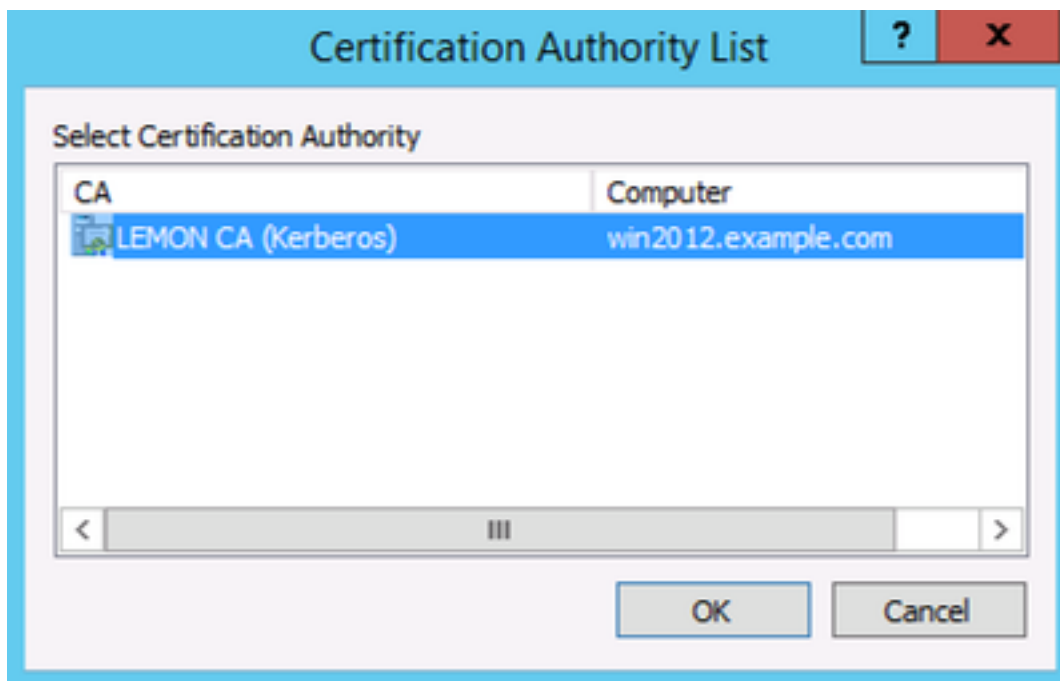 Certification Authority List ? x
Select Certification Authority
CA Computer
LEMON CA (Kerberos) win2012.example.com
OK Cancel